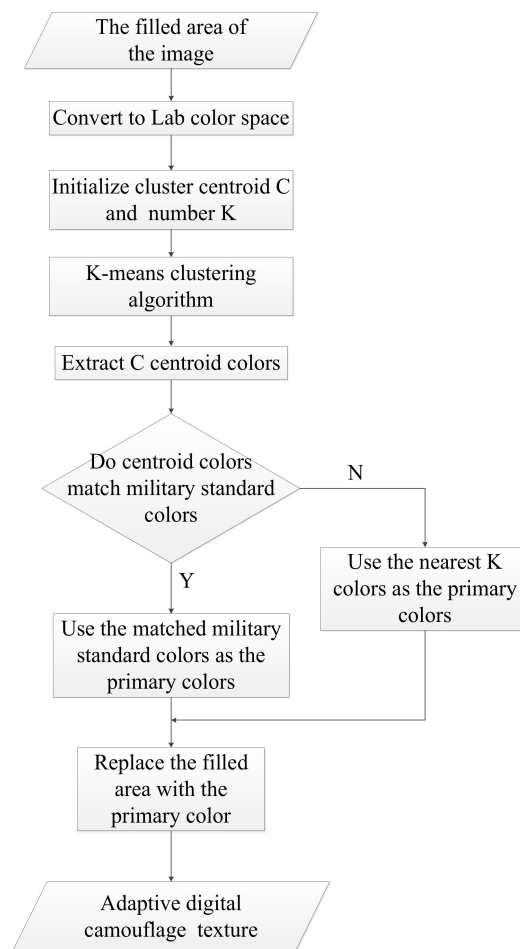 The filled area of
the image
Convert to Lab color space
Initialize cluster centroid C
and number K
K-means clustering
algorithm
Extract C centroid colors
Do centroid colors
match military standard
colors
N
Y
Use the nearest K
colors as the primary
colors
Use the matched military
standard colors as the
primary colors
Replace the filled
area with the
primary color
Adaptive digital
camouflage texture